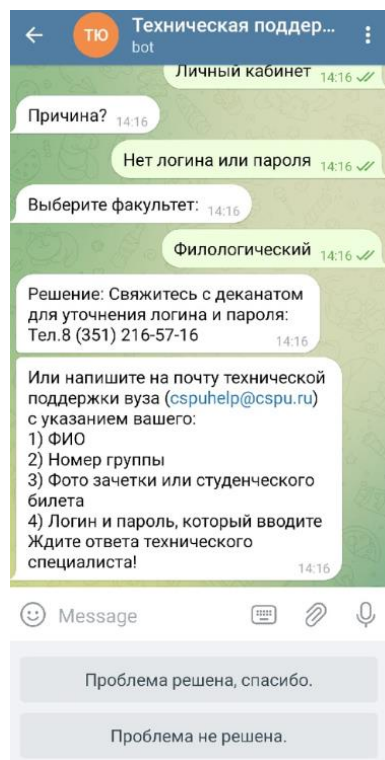 Техническая поддер...
ТЮ
bot
Личный кабинет 14:16
Причина? 14:16
Нет логина или пароля 14:16
Выберите факультет: 14:16
Филологический 14:16
Решение: Свяжитесь с деканатом
для уточнения логина и пароля:
Тел.8 (351) 216-57-16
14:16
Или напишите на почту технической
поддержки вуза (cspuhelp@cspu.ru)
с указанием вашего:
1) ФИО
2) Номер группы
3) Фото зачетки или студенческого
билета
4) Логин и пароль, который вводите
Ждите ответа технического
специалиста!
14:16
Message
Проблема решена, спасибо.
Проблема не решена.